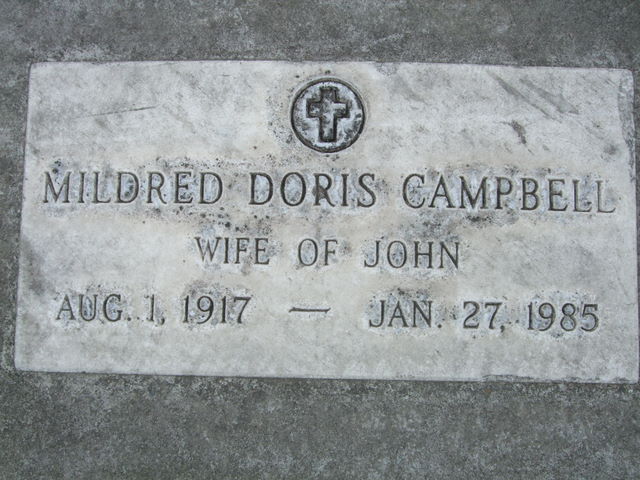 MILDRED DORIS CAMPBELL
WIFE OF JOHN
AUG. 1, 1917 — JAN. 27, 1985